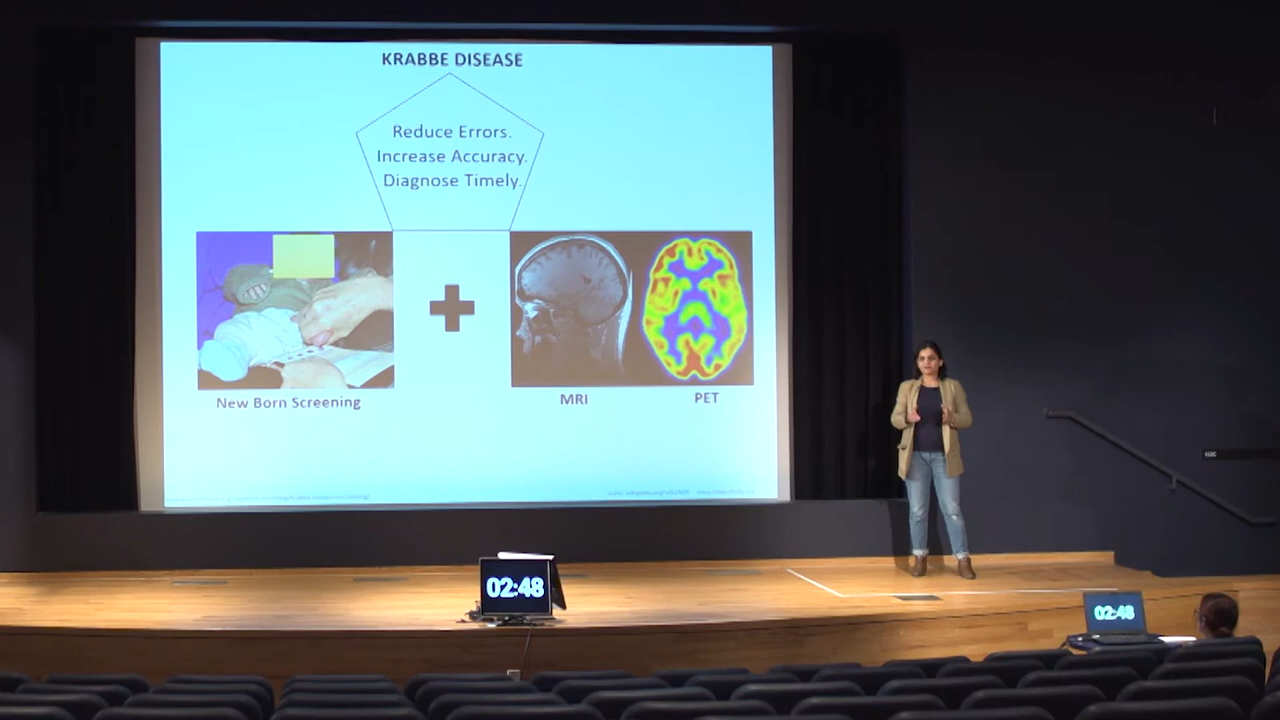 KRABBE DISEASE
Reduce Errors.
Increase Accuracy.
Diagnose Timely.
New Born Screening
MRI
PET
02:48
02:48